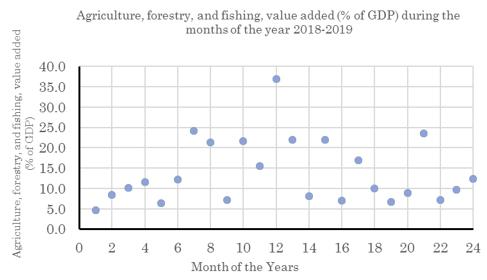 Agriculture, forestry, and fishing, value added (% of GDP) during the
months of the year 2018-2019
Agriculture, forestry, and fishing, value added
(% of GDP)
40.0
35.0
30.0
25.0
20.0
15.0
10.0
5.0
0.0
0 2 4 6 8 10 12 14 16 18 20 22 24
Month of the Years